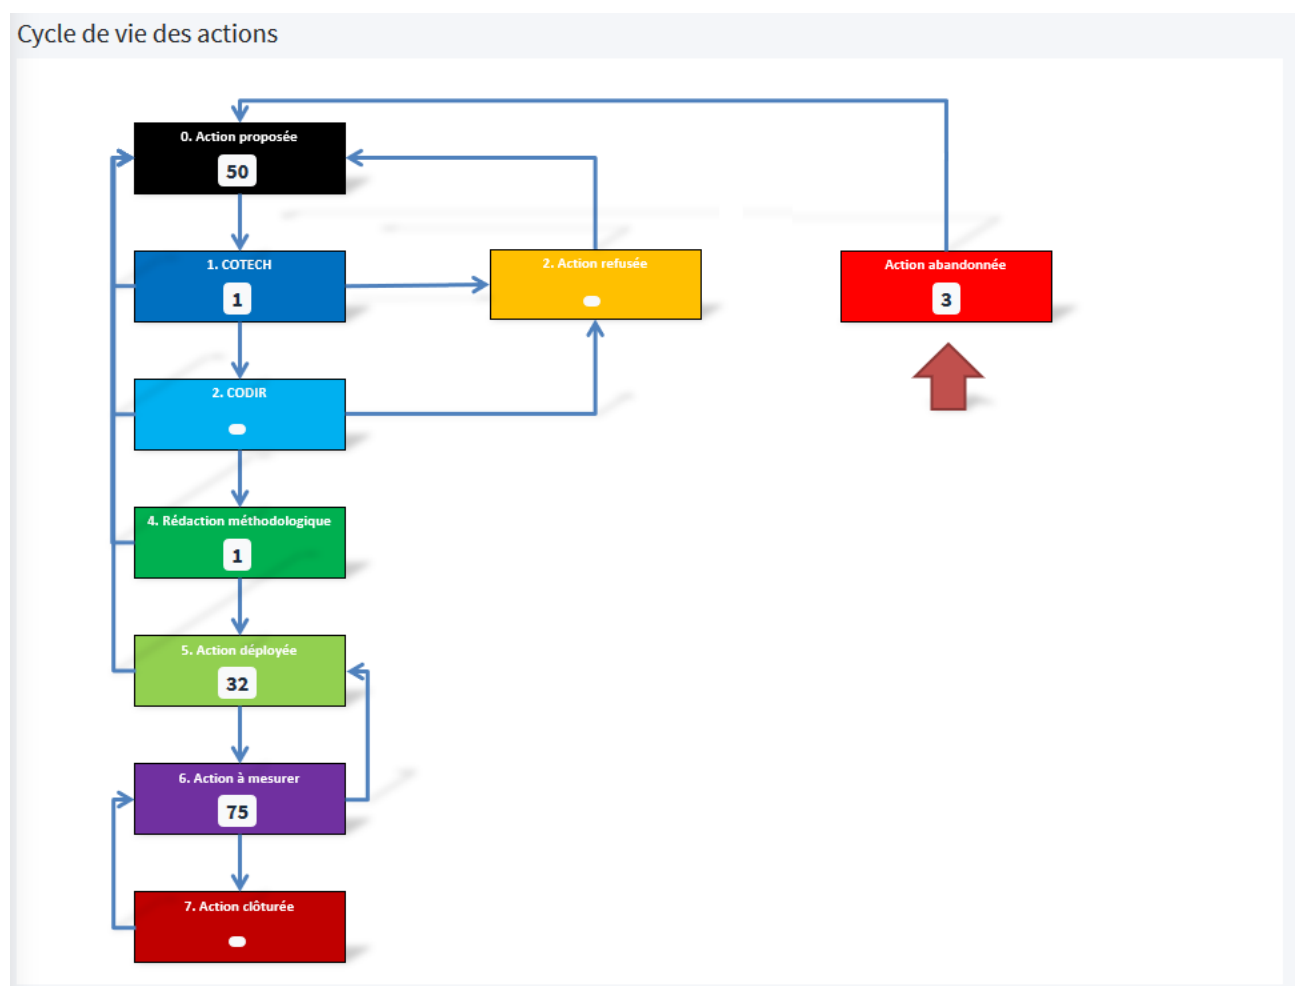 Cycle de vie des actions
0. Action proposée
50
1. COTECH
1
2. Action refusée
Action abandonnée
3
2. CODIR
4. Rédaction méthodologique
1
5. Action déployée
32
6. Action à mesurer
75
7. Action clôturée